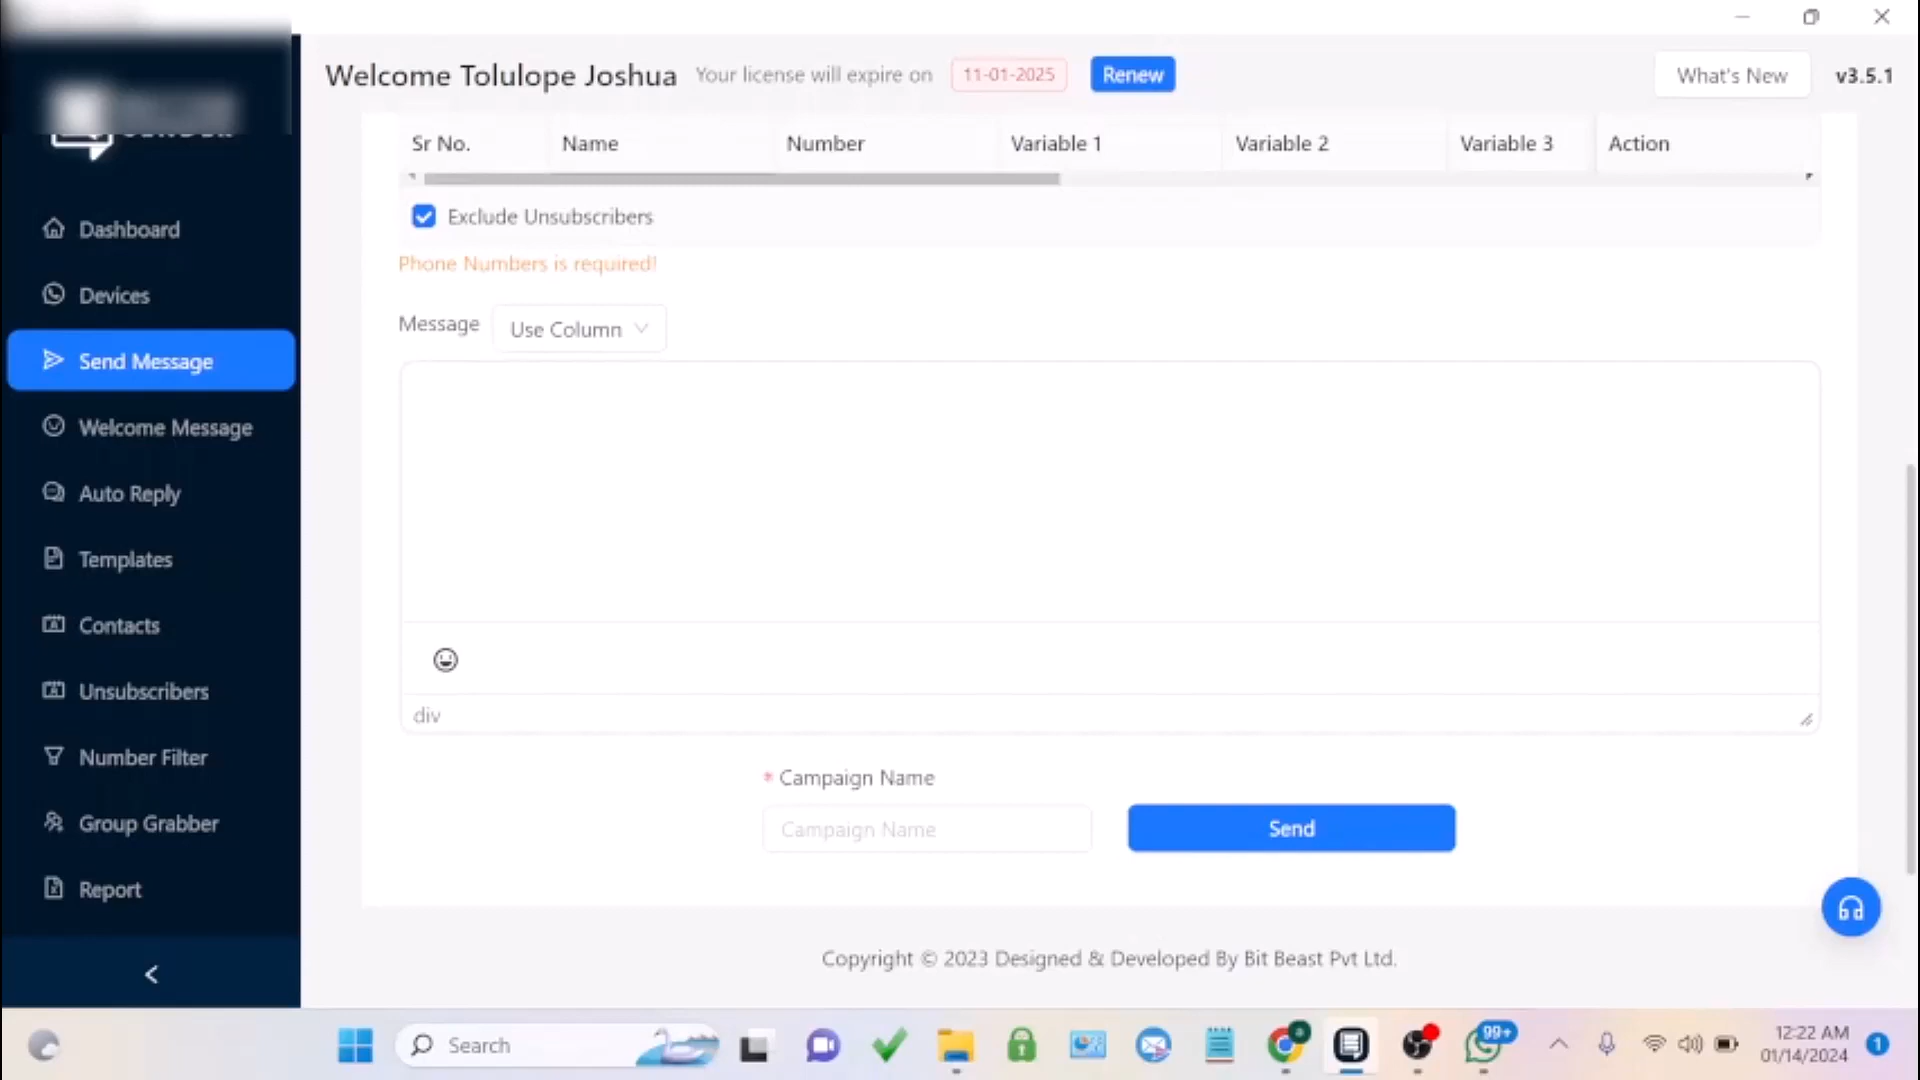 Welcome Tolulope Joshua Your license will expire on 11-01-2025 Renew What's New v3.5.1
Sr No. Name Number Variable 1 Variable 2 Variable 3 Action
Exclude Unsubscribers
Phone Numbers is required!
Message Use Column
div
* Campaign Name
Campaign Name Send
Copyright © 2023 Designed & Developed By Bit Beast Pvt Ltd.
Dashboard
Devices
Send Message
Welcome Message
Auto Reply
Templates
Contacts
Unsubscribers
Number Filter
Group Grabber
Report
Search
99+
12:22 AM
01/14/2024
1